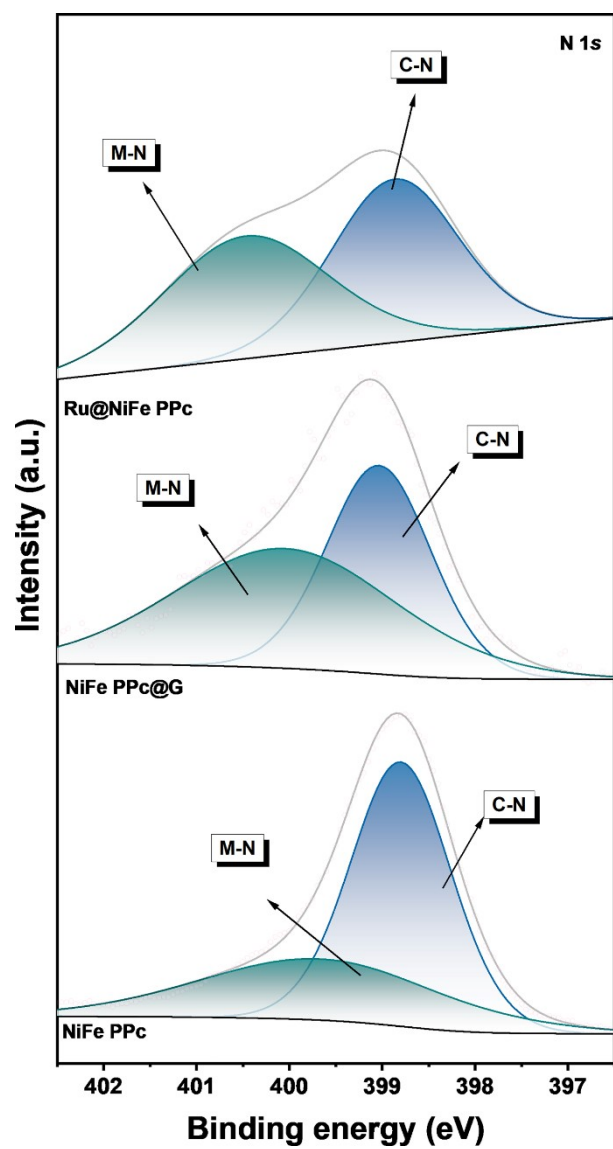 N 1s
C-N
M-N
Ru@NiFe PPc
C-N
M-N
NiFe PPc@G
C-N
M-N
NiFe PPc
Intensity (a.u.)
402 401 400 399 398 397
Binding energy (eV)